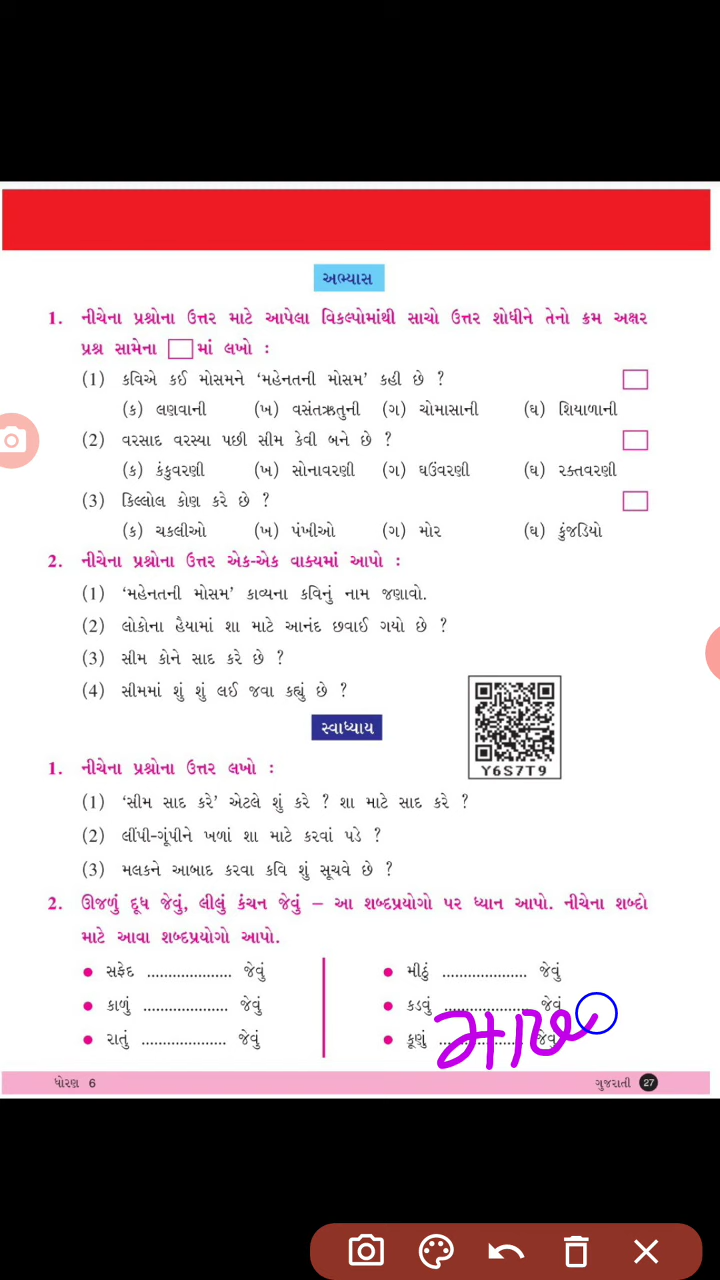 અભ્યાસ
1. નીચેના પ્રશ્નોના ઉત્તર માટે આપેલા વિકલ્પોમાંથી સાચો ઉત્તર શોધીને તેનો ક્રમ અક્ષર
પ્રશ્ન સામેના માં લખો :
(1) કવિએ કઈ મોસમને ‘મહેનતની મોસમ’ કહી છે ?
(ક) લણવાની (ખ) વસંતઋતુની (ગ) ચોમાસાની (ઘ) શિયાળાની
(2) વરસાદ વરસ્યા પછી સીમ કેવી બને છે ?
(ક) કંકુવરણી (ખ) સોનાવરણી (ગ) ઘઉંવરણી (ઘ) રક્તવરણી
(3) કિલ્લોલ કોણ કરે છે ?
(ક) ચકલીઓ (ખ) પંખીઓ (ગ) મોર (ઘ) કુંજડિયો
2. નીચેના પ્રશ્નોના ઉત્તર એક-એક વાક્યમાં આપો :
(1) ‘મહેનતની મોસમ’ કાવ્યના કવિનું નામ જણાવો.
(2) લોકોના હૈયામાં શા માટે આનંદ છવાઈ ગયો છે ?
(3) સીમ કોને સાદ કરે છે ?
(4) સીમમાં શું શું લઈ જવા કહ્યું છે ?
Y6S7T9
સ્વાધ્યાય
1. નીચેના પ્રશ્નોના ઉત્તર લખો :
(1) ‘સીમ સાદ કરે’ એટલે શું કરે ? શા માટે સાદ કરે ?
(2) લીંપી-ગૂંપીને ખળાં શા માટે કરવાં પડે ?
(3) મલકને આબાદ કરવા કવિ શું સૂચવે છે ?
2. ઊજળું દૂધ જેવું, લીલું કંચન જેવું – આ શબ્દપ્રયોગો પર ધ્યાન આપો. નીચેના શબ્દો
માટે આવા શબ્દપ્રયોગો આપો.
• સફેદ .................... જેવું • મીઠું .................... જેવું
• કાળું .................... જેવું • કડવું .................... જેવું
• રાતું .................... જેવું • કૂણું .................... જેવું
ધોરણ 6 ગુજરાતી 27